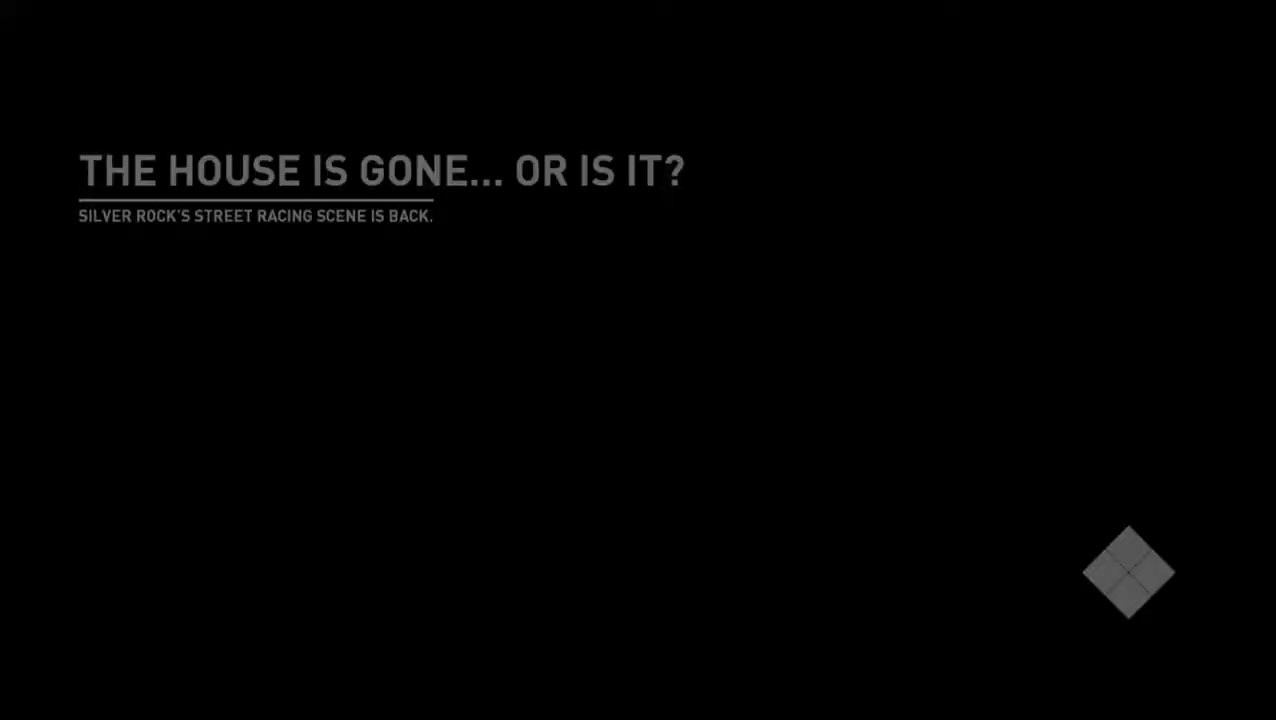 THE HOUSE IS GONE... OR IS IT?
SILVER ROCK'S STREET RACING SCENE IS BACK.